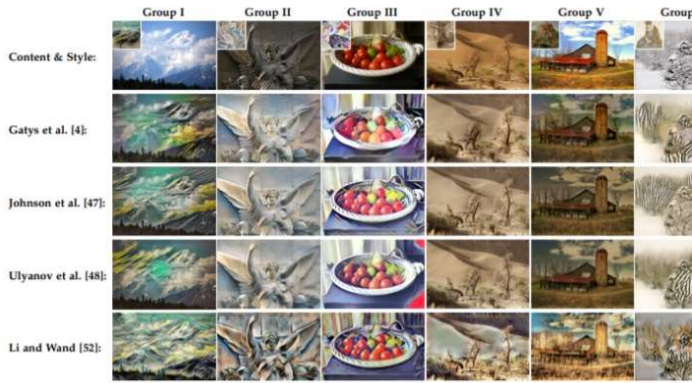 Group I Group II Group III Group IV Group V Group
Content & Style:
Gatys et al. [4]:
Johnson et al. [47]:
Ulyanov et al. [48]:
Li and Wand [52]: